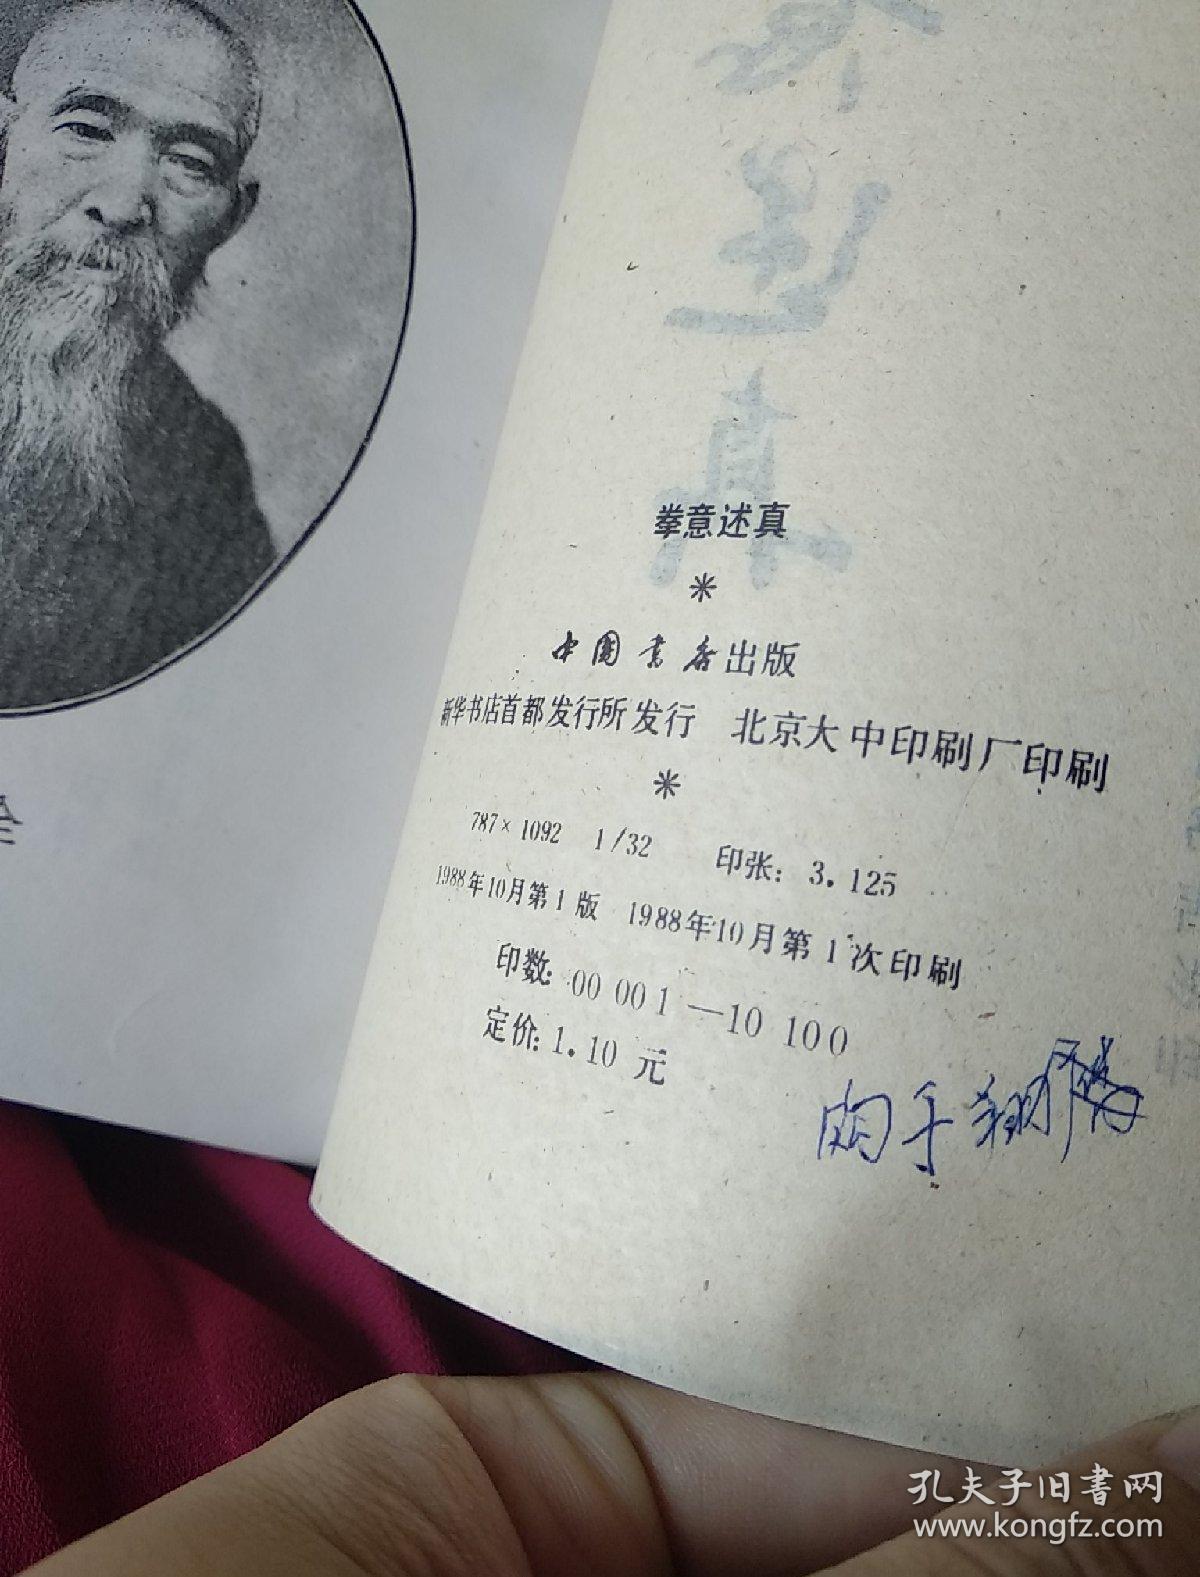 拳意述真
*
中国书店出版
新华书店首都发行所发行 北京大中印刷厂印刷
*
787×1092 1/32 印张：3.125
1988年10月第1版 1988年10月第1次印刷
印数：00 001—10 100
定价：1.10 元
孔夫子旧书网
www.kongfz.com